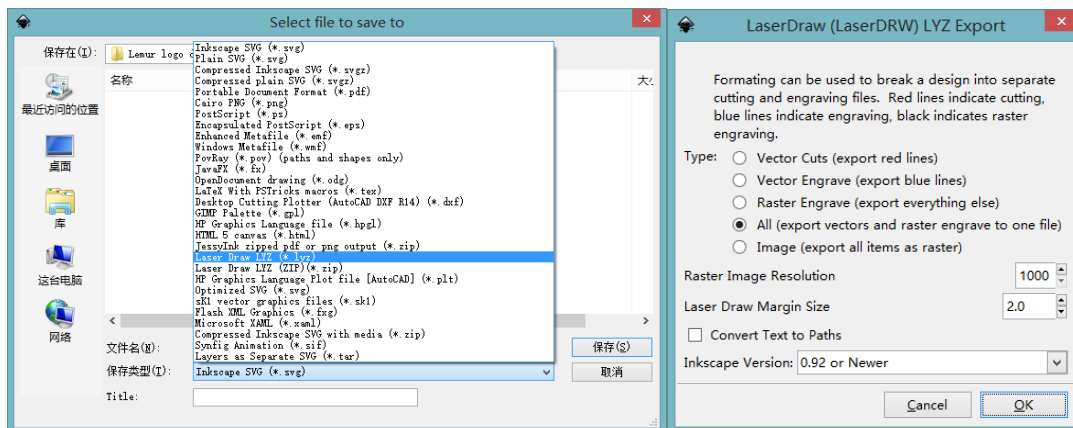 Select file to save to
保存在(I):
Lemur logo
名称
大小
最近访问的位置
桌面
库
这台电脑
网络
Inkscape SVG (*.svg)
Plain SVG (*.svg)
Compressed Inkscape SVG (*.svgz)
Compressed plain SVG (*.svgz)
Portable Document Format (*.pdf)
Cairo PNG (*.png)
PostScript (*.ps)
Encapsulated PostScript (*.eps)
Enhanced Metafile (*.emf)
Windows Metafile (*.wmf)
PovRay (*.pov) (paths and shapes only)
JavaFX (*.fx)
OpenDocument drawing (*.odg)
LaTeX With PSTricks macros (*.tex)
Desktop Cutting Plotter (AutoCAD DXF R14) (*.dxf)
GIMP Palette (*.gpl)
HP Graphics Language file (*.hpgl)
HTML 5 canvas (*.html)
JessyInk zipped pdf or png output (*.zip)
Laser Draw LYZ (*.lyz)
Laser Draw LYZ (ZIP)(*.zip)
HP Graphics Language Plot file [AutoCAD] (*.plt)
Optimized SVG (*.svg)
sK1 vector graphics files (*.sk1)
Flash XML Graphics (*.fxg)
Microsoft XAML (*.xaml)
Compressed Inkscape SVG with media (*.zip)
Synfig Animation (*.sif)
Layers as Separate SVG (*.tar)
文件名(N):
保存(S)
保存类型(T):
Inkscape SVG (*.svg)
取消
Title:
LaserDraw (LaserDRW) LYZ Export
Formating can be used to break a design into separate
cutting and engraving files. Red lines indicate cutting,
blue lines indicate engraving, black indicates raster
engraving.
Type:
Vector Cuts (export red lines)
Vector Engrave (export blue lines)
Raster Engrave (export everything else)
All (export vectors and raster engrave to one file)
Image (export all items as raster)
Raster Image Resolution
1000
Laser Draw Margin Size
2.0
Convert Text to Paths
Inkscape Version:
0.92 or Newer
Cancel
OK